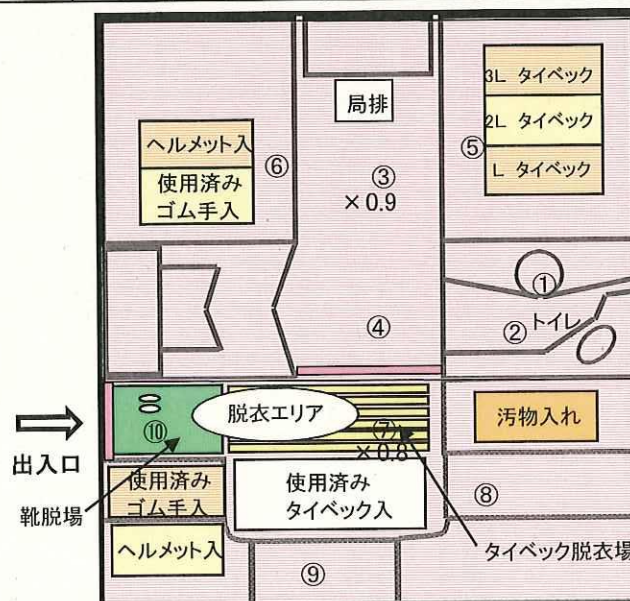 局排
3L タイベック
2L タイベック
L タイベック
⑤
ヘルメット入
使用済み
ゴム手入
⑥
③
×0.9
①
② トイレ
④
出入口
靴脱場
⑩
脱衣エリア
⑦
×0.8
汚物入れ
使用済み
ゴム手入
使用済み
タイベック入
⑧
ヘルメット入
⑨
タイベック脱衣場